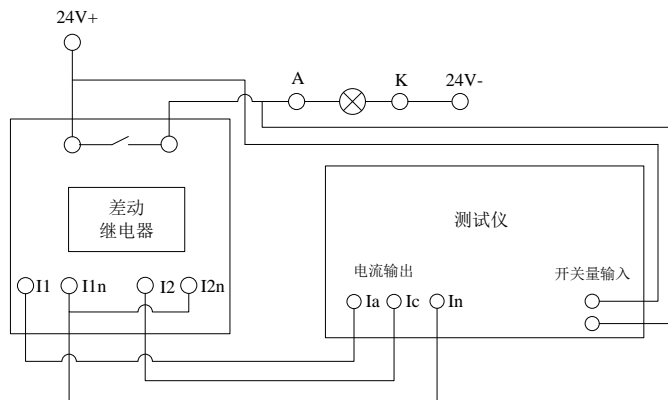 24V+
A
K
24V-
差动
继电器
测试仪
电流输出
开关量输入
I1
I1n
I2
I2n
Ia
Ic
In